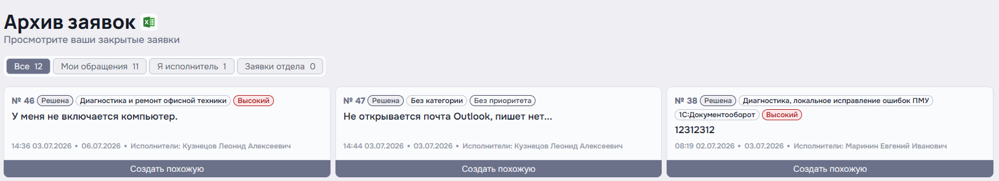 Архив заявок
Просмотрите ваши закрытые заявки
Все 12 Мои обращения 11 Я исполнитель 1 Заявки отдела 0
№ 46 Решена Диагностика и ремонт офисной техники Высокий
У меня не включается компьютер.
14:36 03.07.2026 • 06.07.2026 • Исполнители: Кузнецов Леонид Алексеевич
Создать похожую
№ 47 Решена Без категории Без приоритета
Не открывается почта Outlook, пишет нет...
14:44 03.07.2026 • 03.07.2026 • Исполнители: Кузнецов Леонид Алексеевич
Создать похожую
№ 38 Решена Диагностика, локальное исправление ошибок ПМУ
1С:Документооборот Высокий
12312312
08:19 02.07.2026 • 03.07.2026 • Исполнители: Маринин Евгений Иванович
Создать похожую